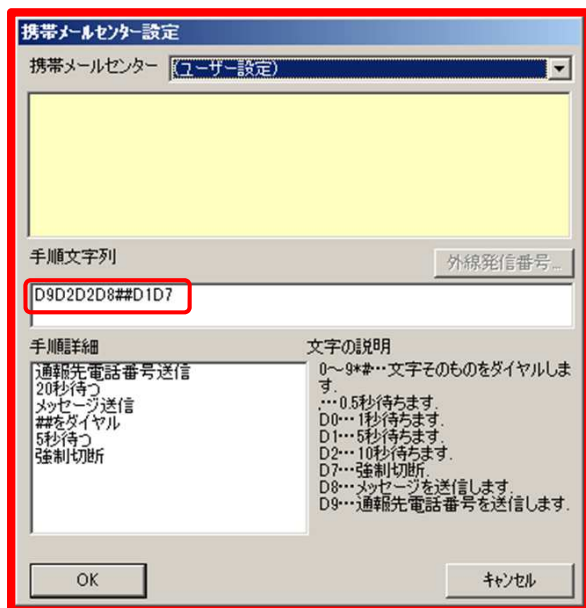 携帯メールセンター設定
携帯メールセンター (ユーザー設定)
手順文字列
外線発信番号...
D9D2D2D8##D1D7
手順詳細
通報先電話番号送信
20秒待つ
メッセージ送信
##をダイヤル
5秒待つ
強制切断
文字の説明
0～9*#…文字そのものをダイヤルしま
す.
,…0.5秒待ちます.
D0…1秒待ちます.
D1…5秒待ちます.
D2…10秒待ちます.
D7…強制切断.
D8…メッセージを送信します.
D9…通報先電話番号を送信します.
OK
キャンセル